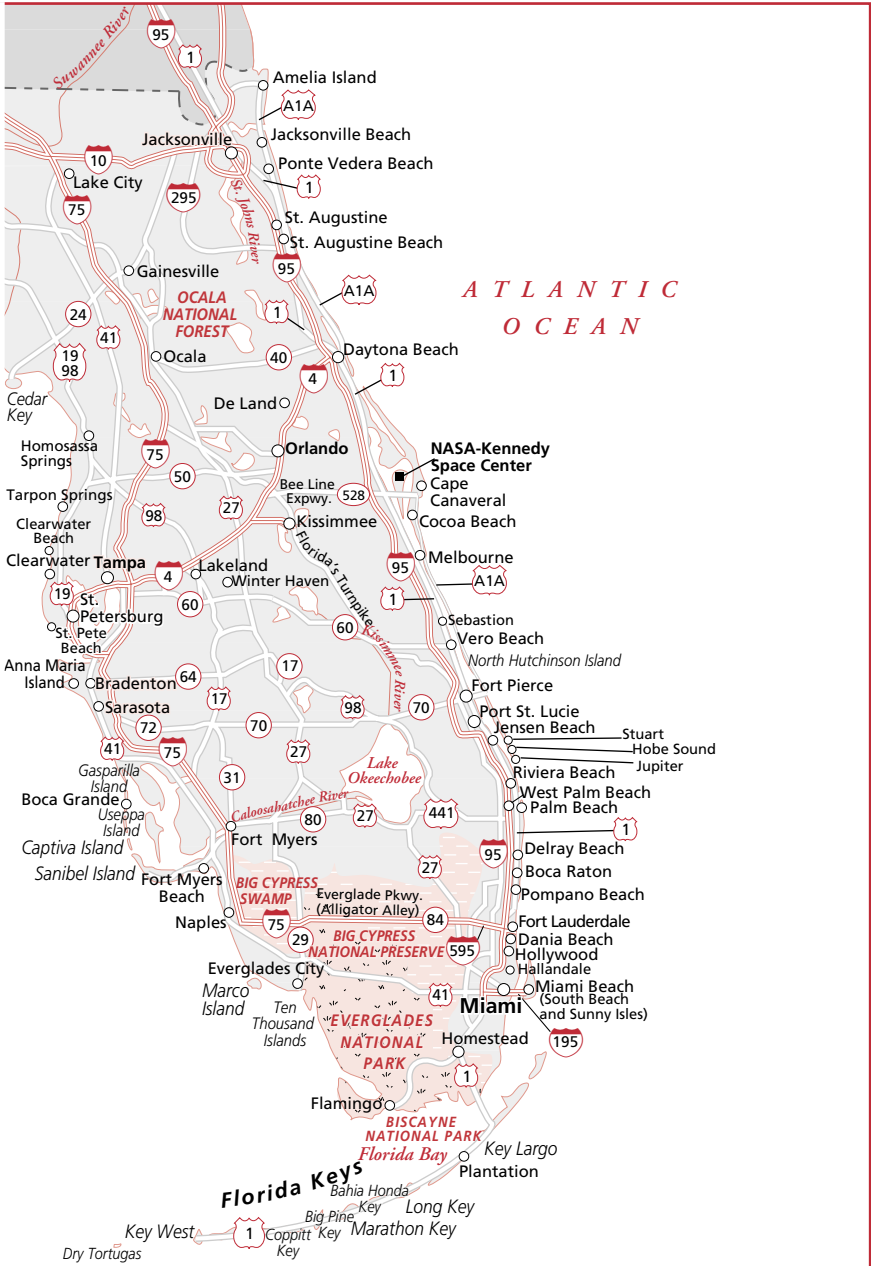 95
1
Suwannee River
Amelia Island
A1A
Jacksonville Beach
Jacksonville
10
Ponte Vedera Beach
Lake City
1
295
75
St. Johns River
St. Augustine
St. Augustine Beach
95
Gainesville
A1A
ATLANTIC
OCEAN
OCALA
NATIONAL
FOREST
24
1
41
19
98
Ocala
40
Daytona Beach
4
1
Cedar
Key
De Land
Homosassa
Springs
75
Orlando
NASA-Kennedy
Space Center
50
Bee Line
Expwy.
528
Cape
Canaveral
Tarpon Springs
98
27
Kissimmee
Cocoa Beach
Clearwater
Beach
Florida's Turnpike
Clearwater
Tampa
4
Lakeland
Winter Haven
95
Melbourne
A1A
19
St.
Petersburg
60
1
Sebastion
St. Pete
Beach
60
Kissimmee River
Vero Beach
North Hutchinson Island
Anna Maria
Island
Bradenton
64
17
17
Fort Pierce
Sarasota
98
70
Port St. Lucie
72
70
Jensen Beach
Stuart
Hobe Sound
Jupiter
41
75
27
Gasparilla
Island
31
Lake
Okeechobee
Riviera Beach
Boca Grande
Useppa
Island
Caloosahatchee River
West Palm Beach
Palm Beach
80
27
441
1
Captiva Island
Fort Myers
95
Delray Beach
Sanibel Island
27
Boca Raton
Fort Myers
Beach
BIG CYPRESS
SWAMP
Everglade Pkwy.
(Alligator Alley)
Pompano Beach
Naples
75
84
Fort Lauderdale
29
BIG CYPRESS
NATIONAL PRESERVE
595
Dania Beach
Hollywood
Hallandale
Everglades City
Marco
Island
41
Miami
Miami Beach
(South Beach
and Sunny Isles)
Ten
Thousand
Islands
EVERGLADES
NATIONAL
PARK
195
Homestead
1
Flamingo
BISCAYNE
NATIONAL PARK
Florida Bay
Key Largo
Plantation
Florida Keys
Bahia Honda
Key
Long Key
Big Pine
Key
Marathon Key
Key West
1
Coppitt
Key
Dry Tortugas